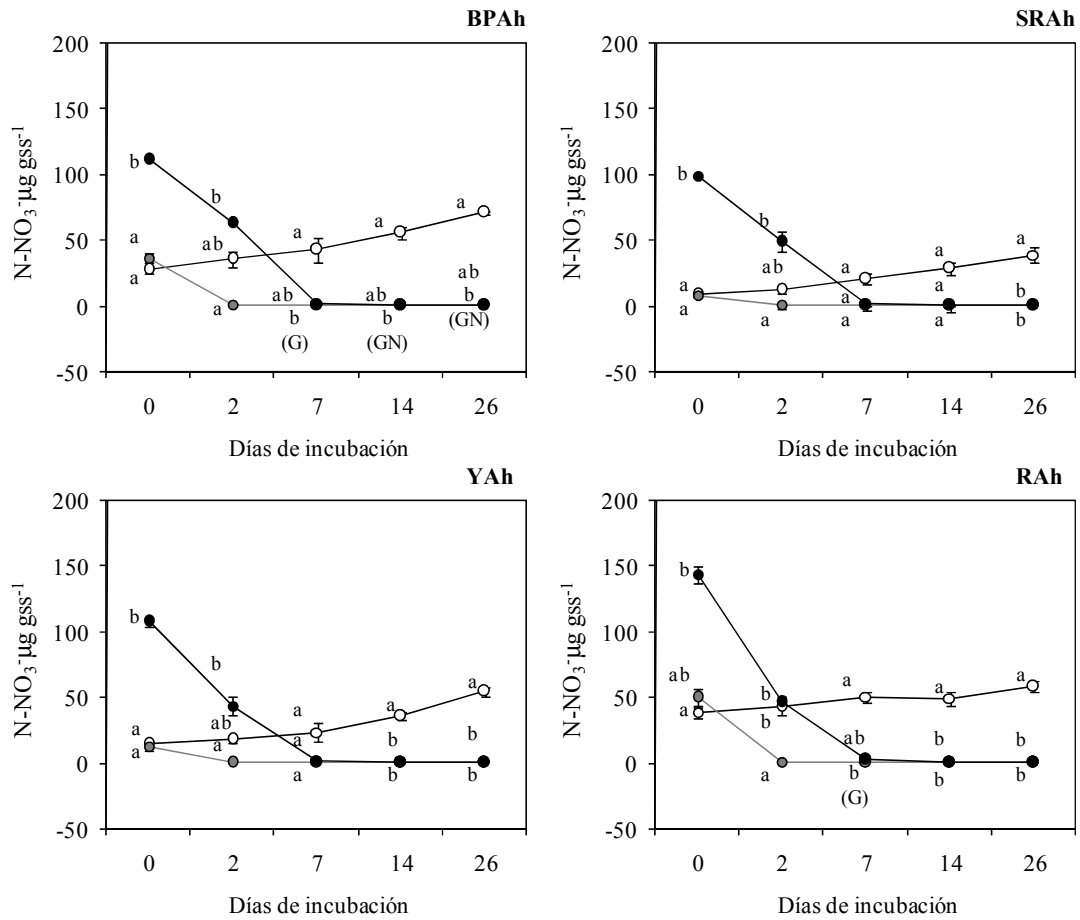 BPAh
N-NO3-µg gss-1
200
150
100
50
0
-50
b
a
a
b
ab
a
a
ab
b
(G)
a
ab
b
(GN)
a
ab
b
(GN)
0 2 7 14 26
Días de incubación
SRAh
N-NO3-µg gss-1
200
150
100
50
0
-50
b
a
a
b
ab
a
a
a
a
a
a
a
a
b
b
0 2 7 14 26
Días de incubación
YAh
N-NO3-µg gss-1
200
150
100
50
0
-50
b
a
a
b
ab
a
a
a
a
a
b
b
a
b
b
0 2 7 14 26
Días de incubación
RAh
N-NO3-µg gss-1
200
150
100
50
0
-50
b
ab
a
b
b
a
a
ab
b
(G)
a
b
b
a
b
b
0 2 7 14 26
Días de incubación